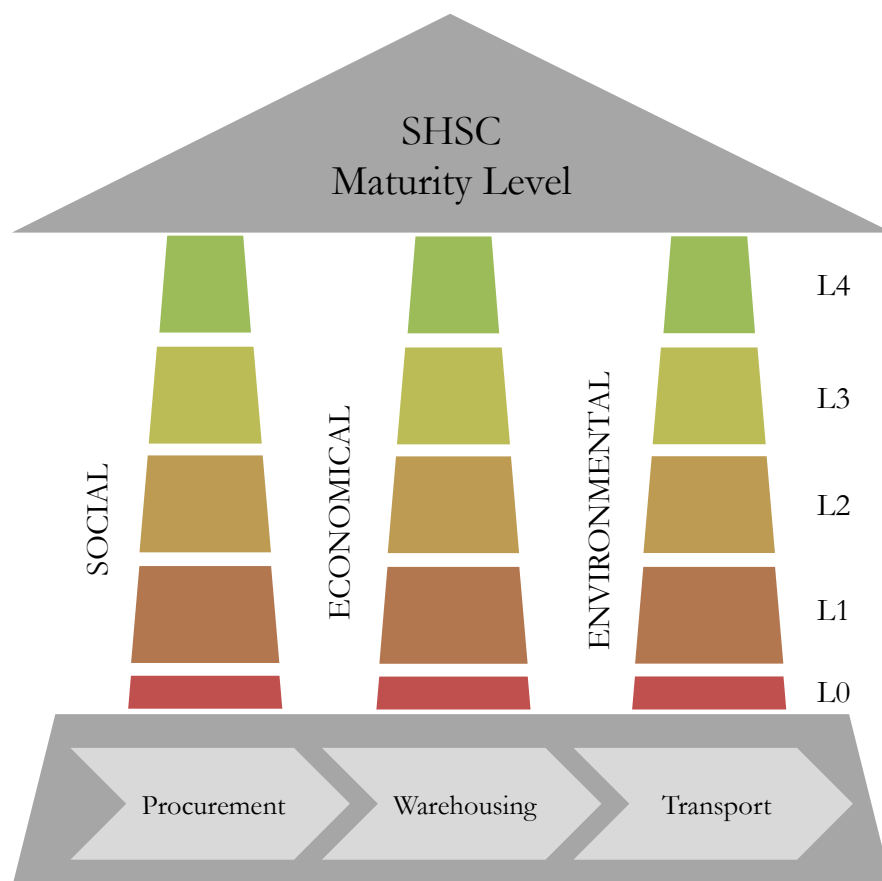 SHSC
Maturity Level
SOCIAL
ECONOMICAL
ENVIRONMENTAL
L4
L3
L2
L1
L0
Procurement
Warehousing
Transport